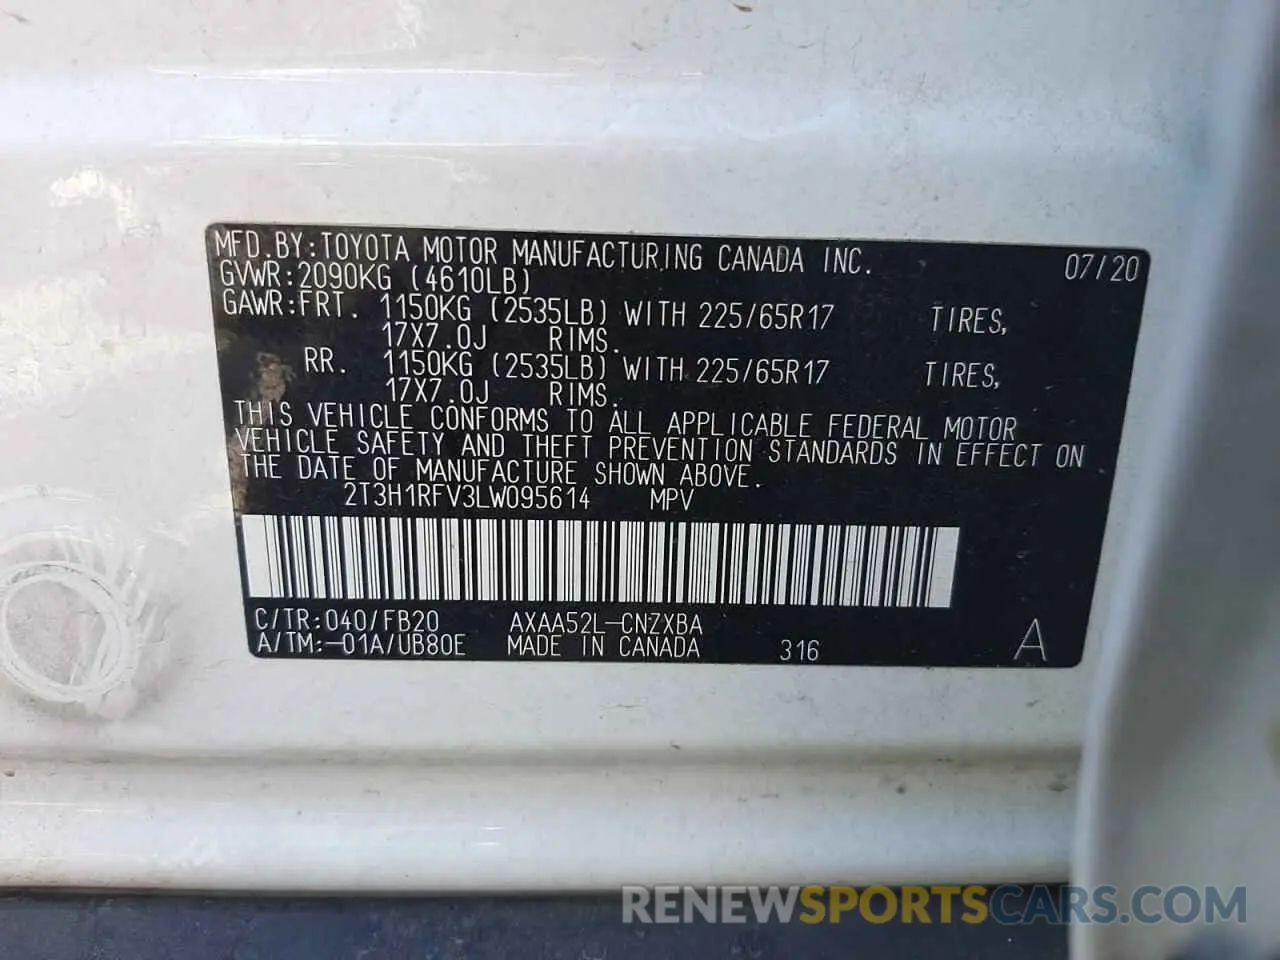 MFD.BY:TOYOTA MOTOR MANUFACTURING CANADA INC. 07/20
GVWR:2090KG (4610LB)
GAWR:FRT. 1150KG (2535LB) WITH 225/65R17 TIRES,
17X7.0J RIMS.
RR. 1150KG (2535LB) WITH 225/65R17 TIRES,
17X7.0J RIMS.
THIS VEHICLE CONFORMS TO ALL APPLICABLE FEDERAL MOTOR
VEHICLE SAFETY AND THEFT PREVENTION STANDARDS IN EFFECT ON
THE DATE OF MANUFACTURE SHOWN ABOVE.
2T3H1RFV3LW095614 MPV
C/TR:040/FB20 AXAA52L-CNZXBA
A/TM:-01A/UB80E MADE IN CANADA 316 A
RENEWSPORTSCARS.COM